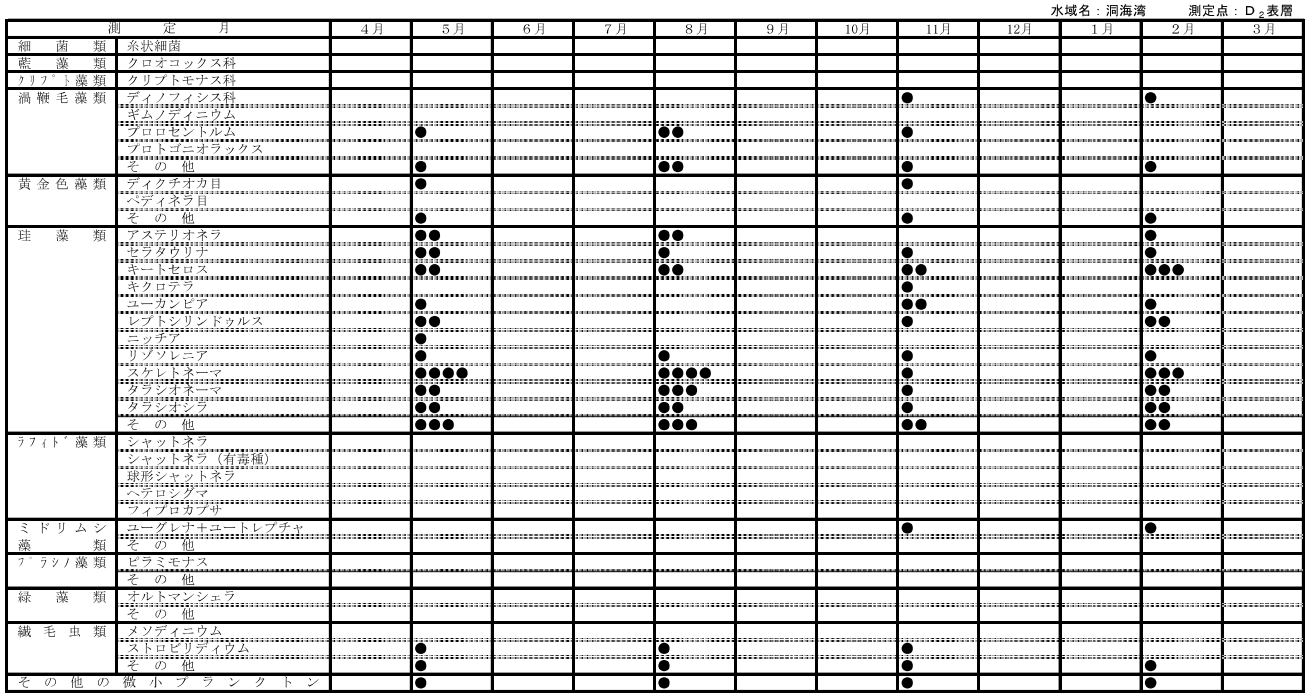 水域名：洞海湾　測定点：Ｄ₂表層
測　定　月　4月　5月　6月　7月　8月　9月　10月　11月　12月　1月　2月　3月
細菌類　糸状細菌
藍藻類　クロオコックス科
クリプト藻類　クリプトモナス科
渦鞭毛藻類　ディノフィシス科　●　●
ギムノディニウム
プロロセントルム　●　●●　●
プロトゴニオラックス
その他　●　●●　●　●
黄金色藻類　ディクチオカ目　●　●
ペディネラ目
その他　●　●　●
珪藻類　アステリオネラ　●●　●●　●
セラタウリナ　●●　●　●　●
キートセロス　●●　●●　●●　●●●
キクロテラ　●
ユーカンピア　●　●●　●
レプトシリンドゥルス　●●　●　●●
ニッチア　●
リゾソレニア　●　●　●　●
スケレトネーマ　●●●●　●●●●　●　●●●
タラシオネーマ　●●　●●●　●　●●
タラシオシラ　●●　●●　●　●●
その他　●●●　●●●　●●　●●
ラフィド藻類　シャットネラ
シャットネラ（有毒種）
球形シャットネラ
ヘテロシグマ
フィブロカプサ
ミドリムシ　ユーグレナ＋ユートレプチャ　●　●
藻類　その他
プラシノ藻類　ピラミモナス
その他
緑藻類　オルトマンシェラ
その他
繊毛虫類　メソディニウム
ストロビリディウム　●　●　●
その他　●　●　●　●
その他の微小プランクトン　●　●　●　●